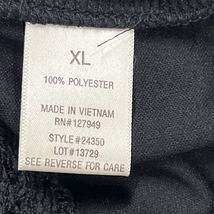 XL
100% POLYESTER
MADE IN VIETNAM
RN#127949
STYLE#24350
LOT#13729
SEE REVERSE FOR CARE